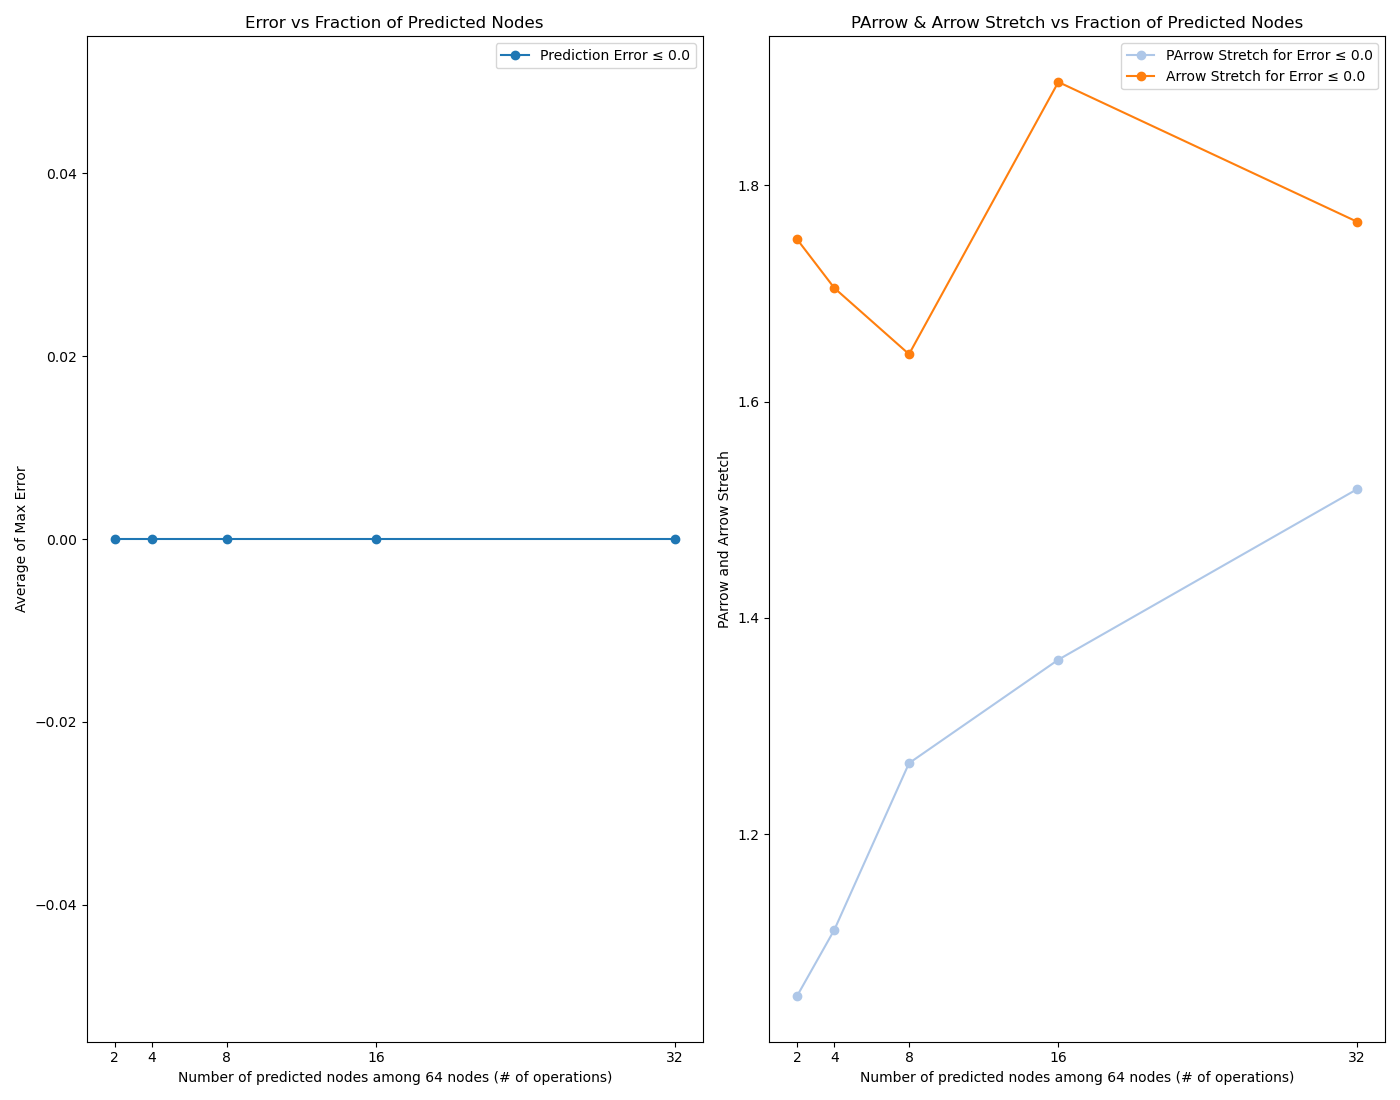 Error vs Fraction of Predicted Nodes
Prediction Error ≤ 0.0
Average of Max Error
0.04
0.02
0.00
−0.02
−0.04
2 4 8 16 32
Number of predicted nodes among 64 nodes (# of operations)
PArrow & Arrow Stretch vs Fraction of Predicted Nodes
PArrow Stretch for Error ≤ 0.0
Arrow Stretch for Error ≤ 0.0
PArrow and Arrow Stretch
1.8
1.6
1.4
1.2
2 4 8 16 32
Number of predicted nodes among 64 nodes (# of operations)